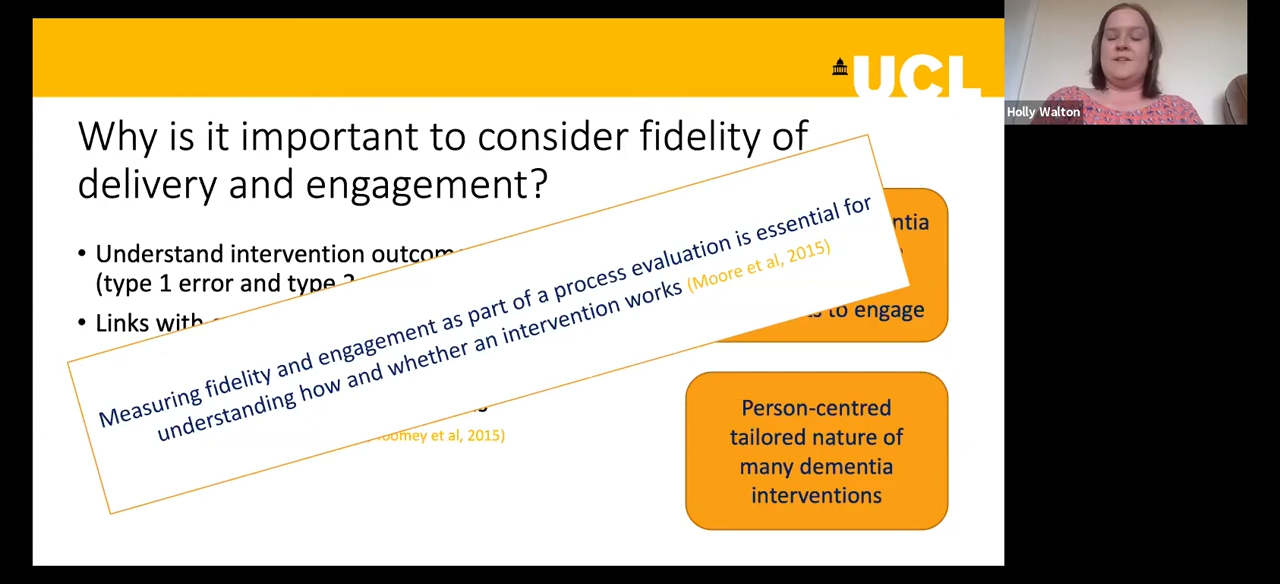 UCL
Holly Walton
Why is it important to consider fidelity of
delivery and engagement?
• Understand intervention
(type 1 error and type
• Links with
Measuring fidelity and engagement as part of a process evaluation is essential for
understanding how and whether an intervention works (Moore et al, 2015)
et al, 2015)
to engage
Person-centred
tailored nature of
many dementia
interventions